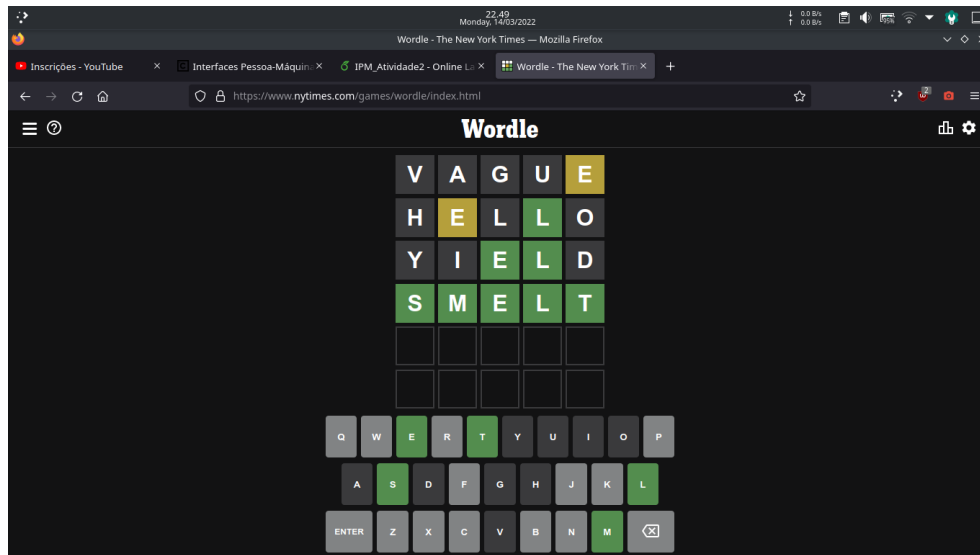 22.49
Monday, 14/03/2022
↓ 0.0 B/s
↑ 0.0 B/s
95%
Wordle - The New York Times — Mozilla Firefox
Inscrições - YouTube
Interfaces Pessoa-Máquin
IPM_Atividade2 - Online La
Wordle - The New York Tim
https://www.nytimes.com/games/wordle/index.html
2
Wordle
V A G U E
H E L L O
Y I E L D
S M E L T
Q W E R T Y U I O P
A S D F G H J K L
ENTER Z X C V B N M